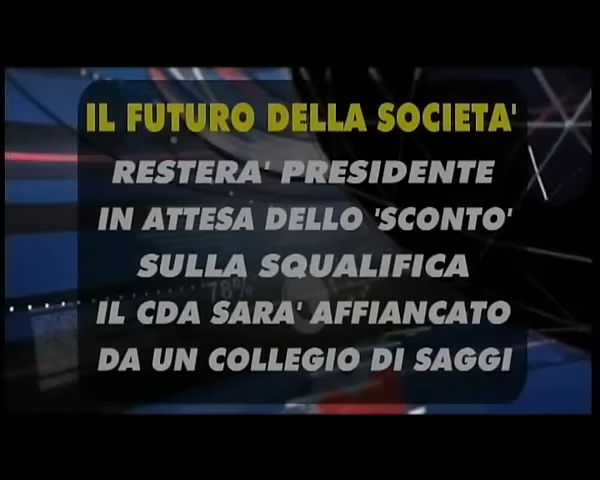 IL FUTURO DELLA SOCIETA'
RESTERA' PRESIDENTE
IN ATTESA DELLO 'SCONTO'
SULLA SQUALIFICA
78%
IL CDA SARA' AFFIANCATO
DA UN COLLEGIO DI SAGGI